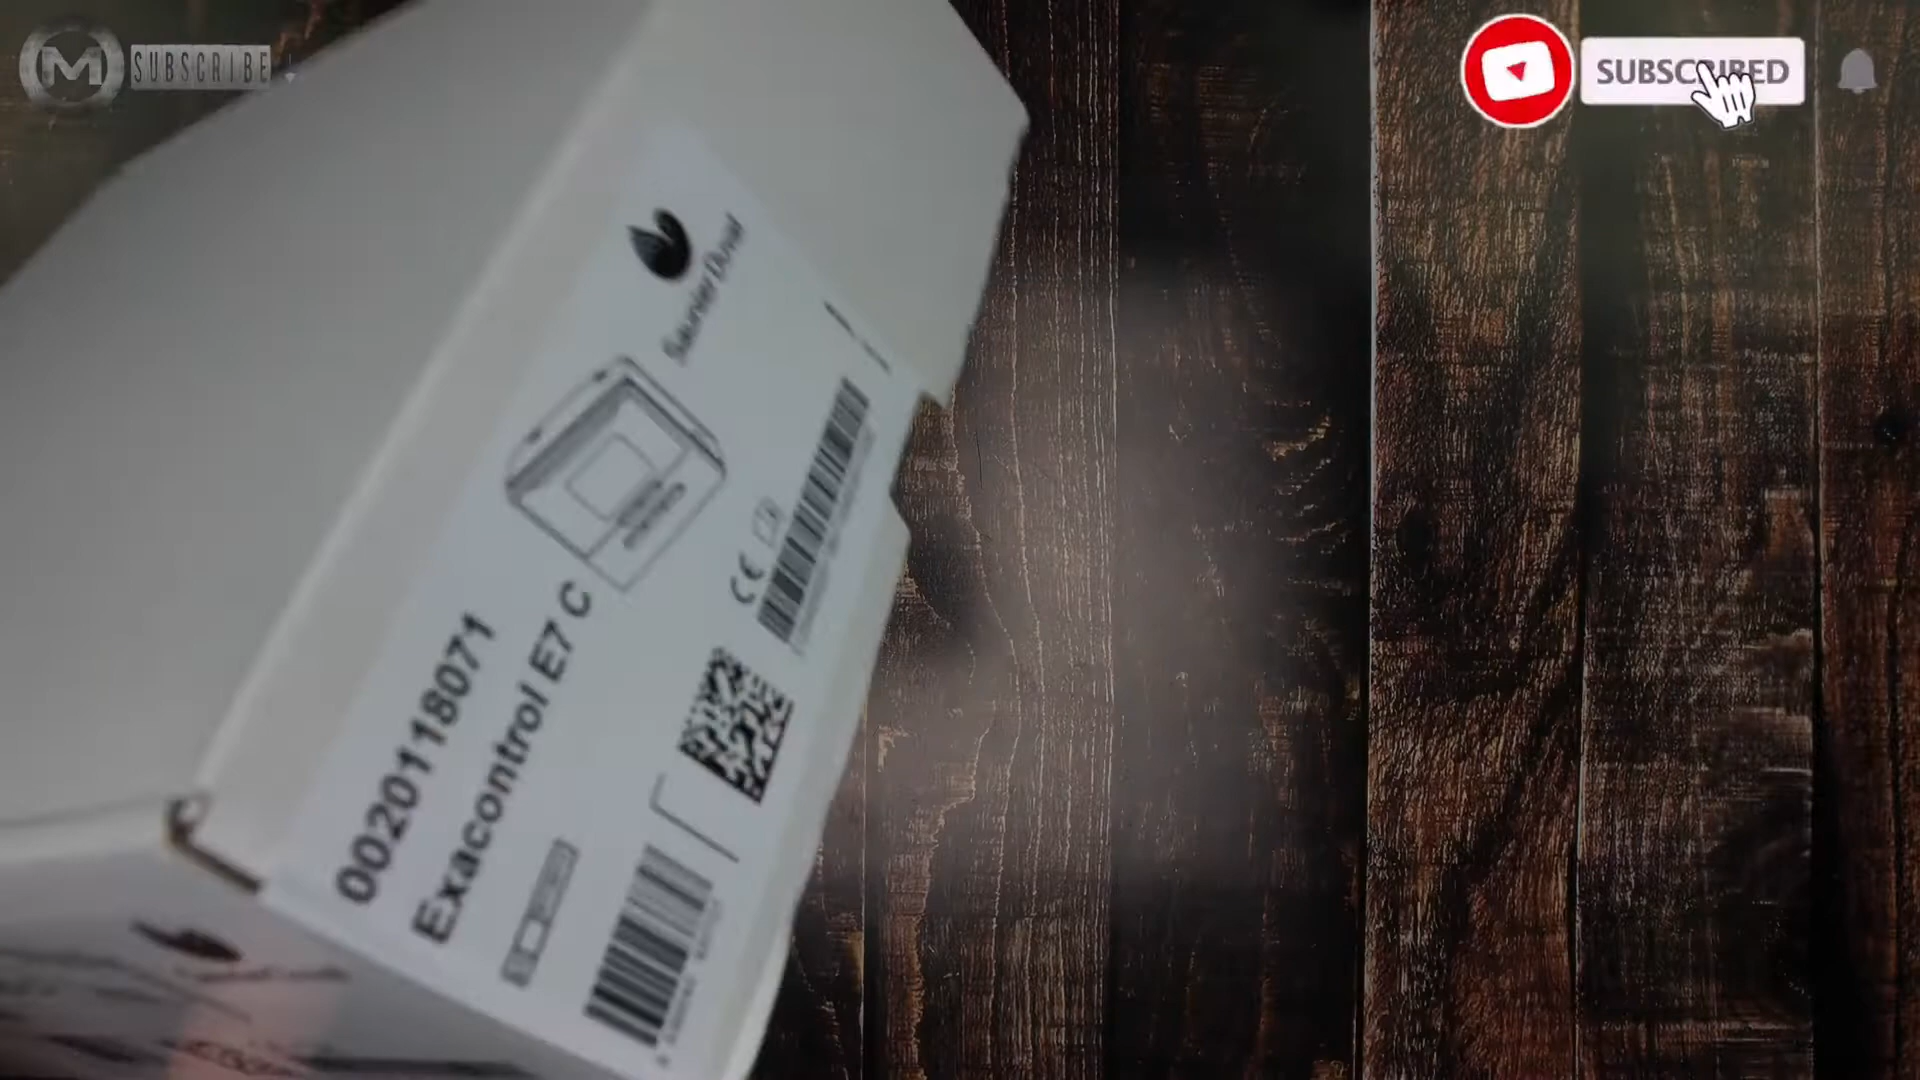 SUBSCRIBE
SUBSCRIBED
Saunier Duval
0020118071
Exacontrol E7 C
CE